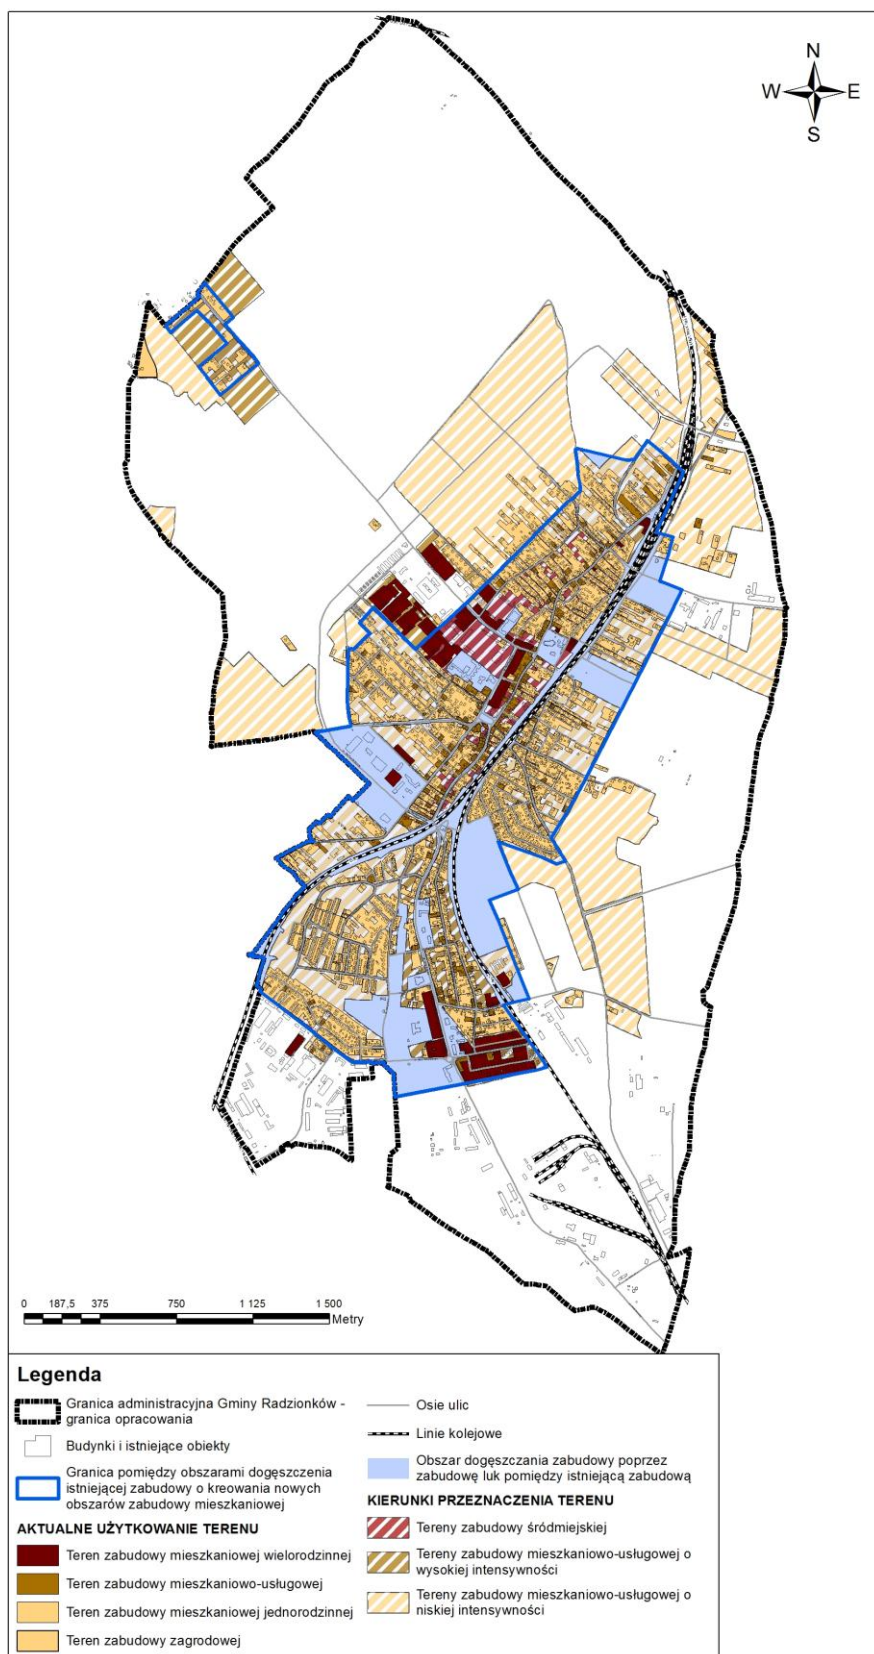 N
W E
S
0 187,5 375 750 1 125 1 500
Metry
Legenda
Granica administracyjna Gminy Radzionków -
granica opracowania
Budynki i istniejące obiekty
Granica pomiędzy obszarami dogęszczenia
istniejącej zabudowy o kreowania nowych
obszarów zabudowy mieszkaniowej
AKTUALNE UŻYTKOWANIE TERENU
Teren zabudowy mieszkaniowej wielorodzinnej
Teren zabudowy mieszkaniowo-usługowej
Teren zabudowy mieszkaniowej jednorodzinnej
Teren zabudowy zagrodowej
Osie ulic
Linie kolejowe
Obszar dogęszczania zabudowy poprzez
zabudowę luk pomiędzy istniejącą zabudową
KIERUNKI PRZEZNACZENIA TERENU
Tereny zabudowy śródmiejskiej
Tereny zabudowy mieszkaniowo-usługowej o
wysokiej intensywności
Tereny zabudowy mieszkaniowo-usługowej o
niskiej intensywności